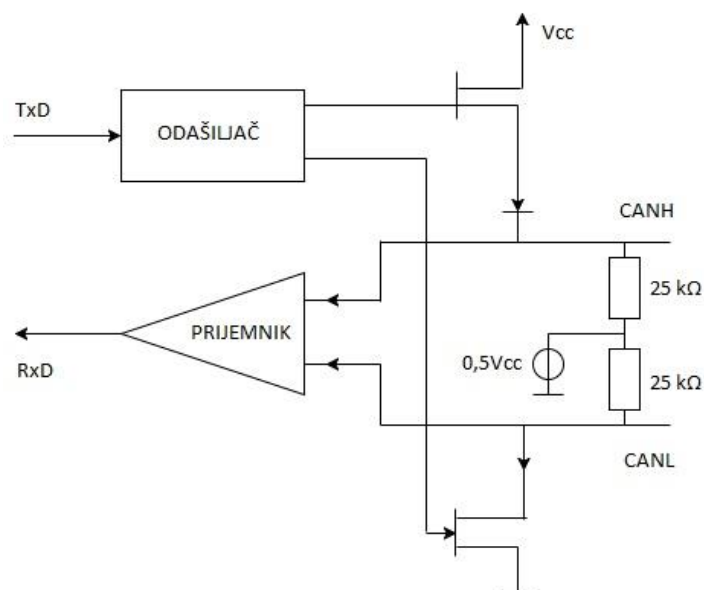 Vcc
TxD
ODAŠILJAČ
CANH
25 kΩ
PRIJEMNIK
0,5Vcc
RxD
25 kΩ
CANL